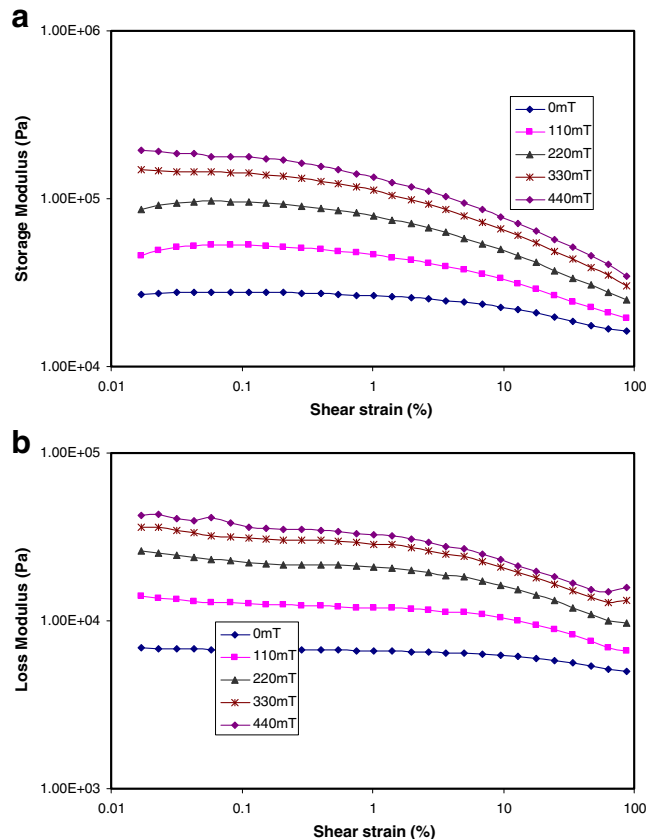 a
1.00E+06
1.00E+05
1.00E+04
Storage Modulus (Pa)
0mT
110mT
220mT
330mT
440mT
0.01
0.1
1
10
100
Shear strain (%)
b
1.00E+05
1.00E+04
1.00E+03
Loss Modulus (Pa)
0mT
110mT
220mT
330mT
440mT
0.01
0.1
1
10
100
Shear strain (%)